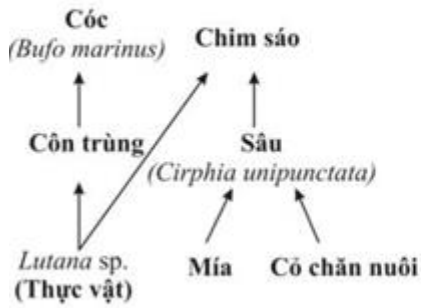 Cóc
(Bufo marinus)
Chim sáo
Côn trùng
Sâu
(Cirphia unipunctata)
Lutana sp.
(Thực vật)
Mía
Cỏ chăn nuôi